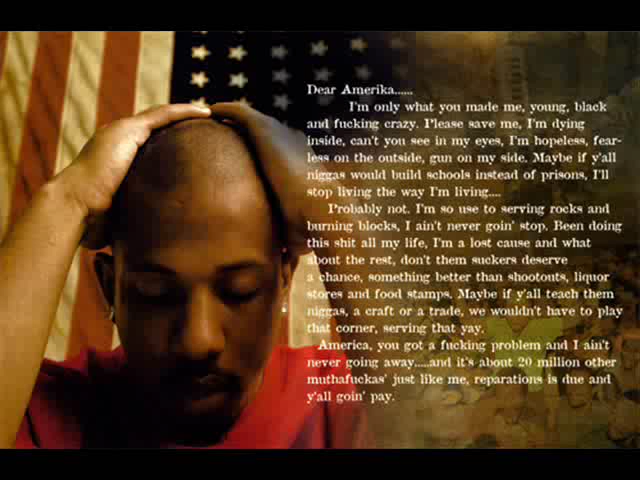 Dear Amerika......
I'm only what you made me, young, black
and fucking crazy. Please save me, I'm dying
inside, can't you see in my eyes, I'm hopeless, fear-
less on the outside, gun on my side. Maybe if y'all
niggas would build schools instead of prisons, I'll
stop living the way I'm living....
Probably not. I'm so use to serving rocks and
burning blocks, I ain't never goin' stop. Been doing
this shit all my life, I'm a lost cause and what
about the rest, don't them suckers deserve
a chance, something better than shootouts, liquor
stores and food stamps. Maybe if y'all teach them
niggas, a craft or a trade, we wouldn't have to play
that corner, serving that yay.
America, you got a fucking problem and I ain't
never going away.....and it's about 20 million other
muthafuckas' just like me, reparations is due and
y'all goin' pay.